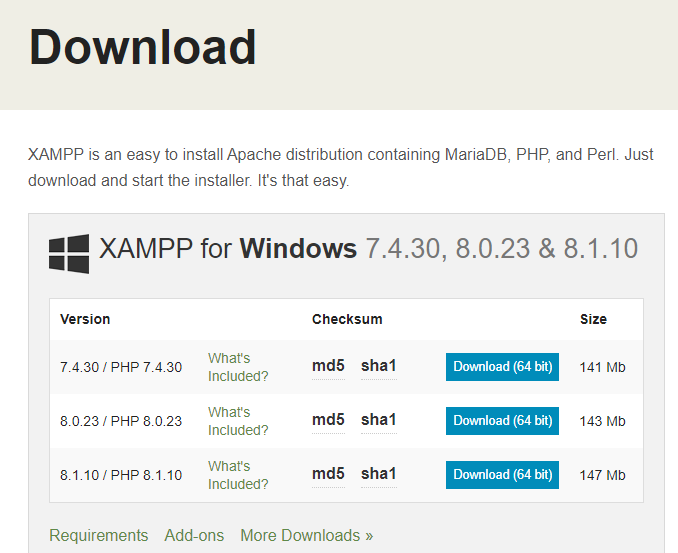 Download
XAMPP is an easy to install Apache distribution containing MariaDB, PHP, and Perl. Just
download and start the installer. It's that easy.
XAMPP for Windows 7.4.30, 8.0.23 & 8.1.10
Version Checksum Size
7.4.30 / PHP 7.4.30 What's Included? md5 sha1 Download (64 bit) 141 Mb
8.0.23 / PHP 8.0.23 What's Included? md5 sha1 Download (64 bit) 143 Mb
8.1.10 / PHP 8.1.10 What's Included? md5 sha1 Download (64 bit) 147 Mb
Requirements Add-ons More Downloads »